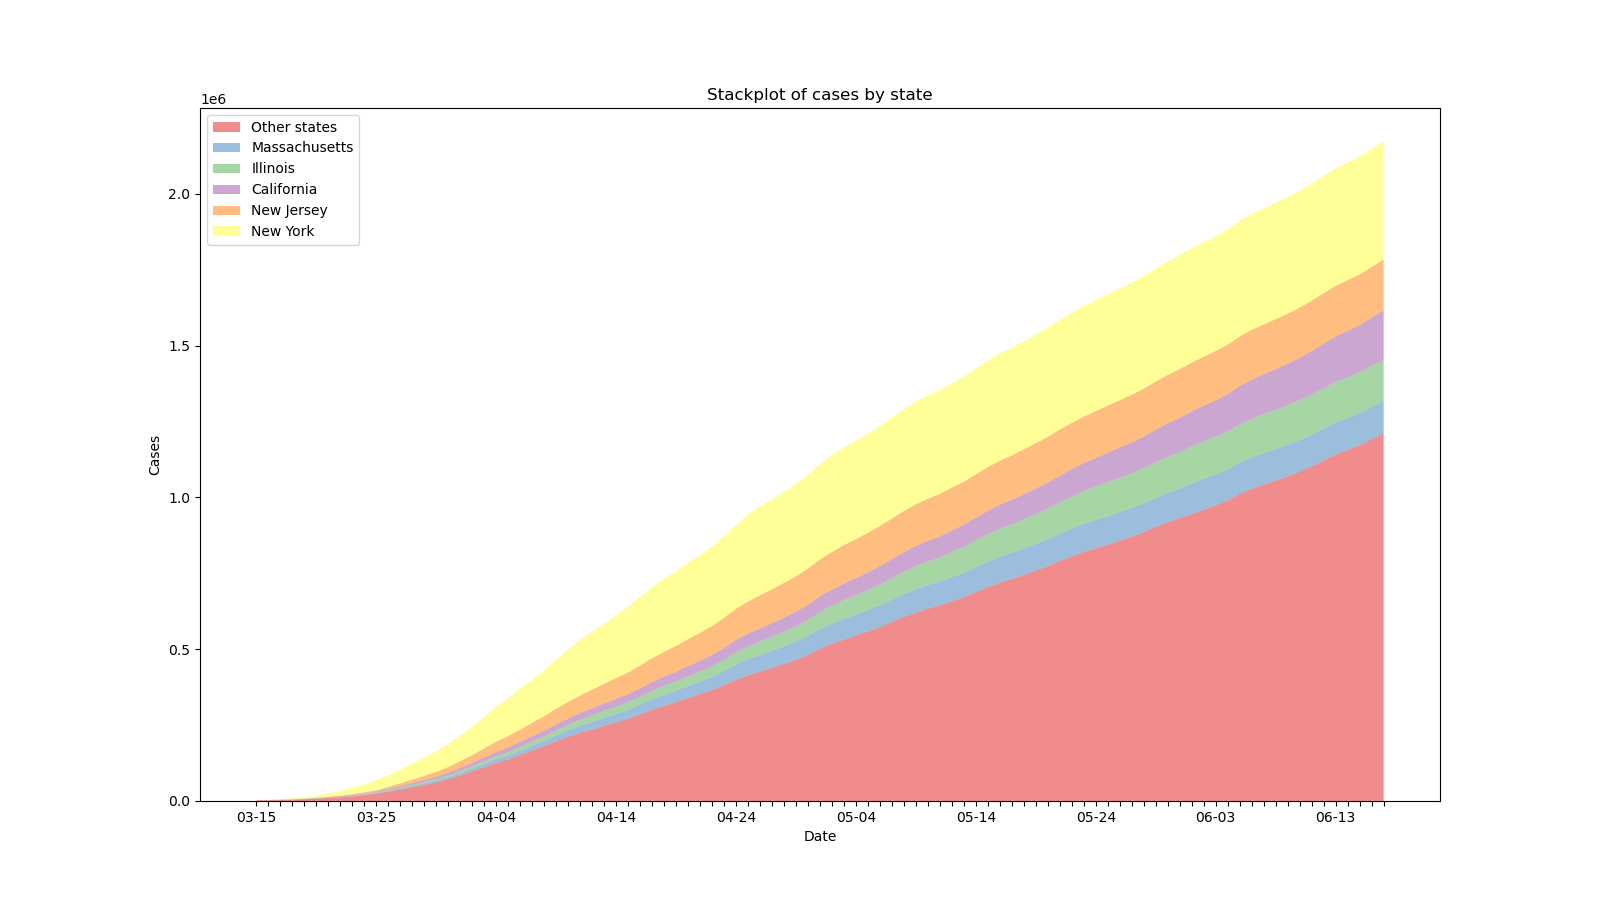 Stackplot of cases by state
1e6
Other states
Massachusetts
Illinois
California
New Jersey
New York
2.0
1.5
1.0
0.5
0.0
Cases
03-15 03-25 04-04 04-14 04-24 05-04 05-14 05-24 06-03 06-13
Date